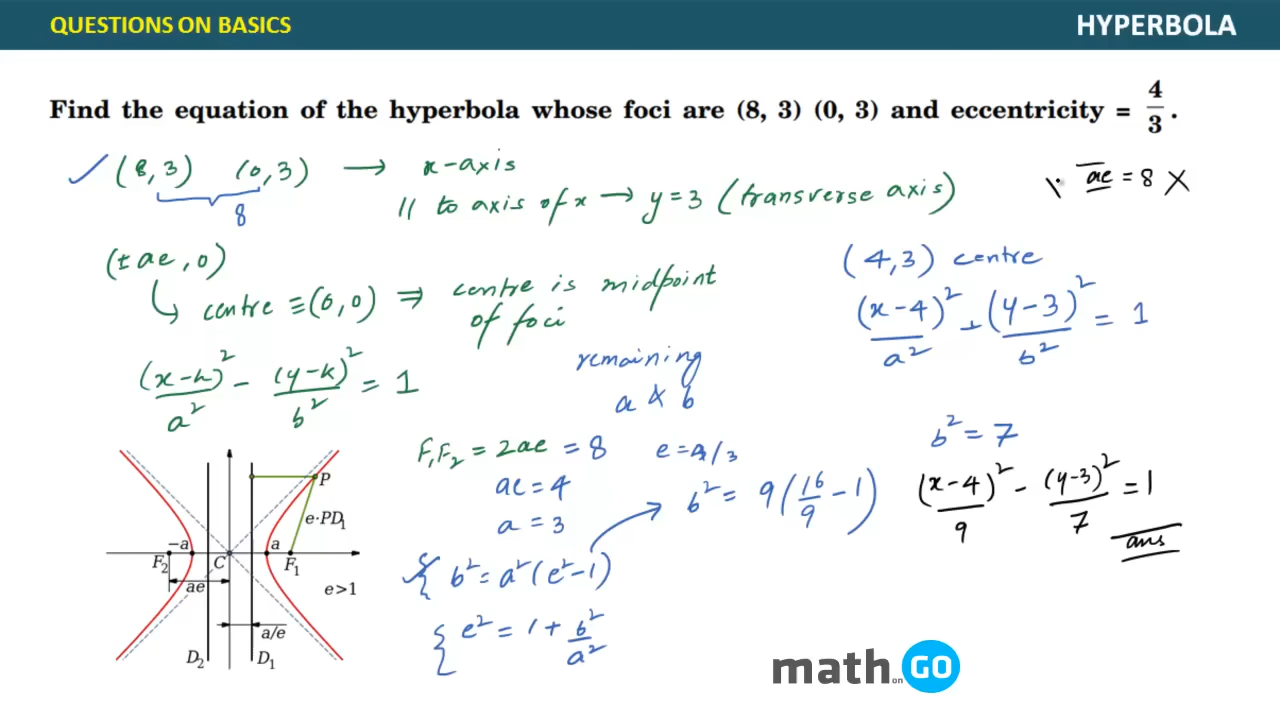 QUESTIONS ON BASICS
HYPERBOLA
Find the equation of the hyperbola whose foci are (8, 3) (0, 3) and eccentricity = 4/3.
(8,3) (0,3) → x-axis
8
// to axis of x → y=3 (transverse axis)
ae = 8 X
(±ae,0)
↳ centre ≡(0,0) ⇒ centre is midpoint
of foci
(4,3) centre
(x-4)²/a² - (y-3)²/b² = 1
(x-h)²/a² - (y-k)²/b² = 1
remaining
a & b
F₁F₂ = 2ae = 8 e=4/3
ae=4
a=3
b² = 9(16/9 - 1)
b² = 7
(x-4)²/9 - (y-3)²/7 = 1
ans
{ b² = a²(e²-1)
{ e² = 1 + b²/a²
P
e·PD₁
−a
a
F₂
C
F₁
ae
e>1
a/e
D₂
D₁
math on GO